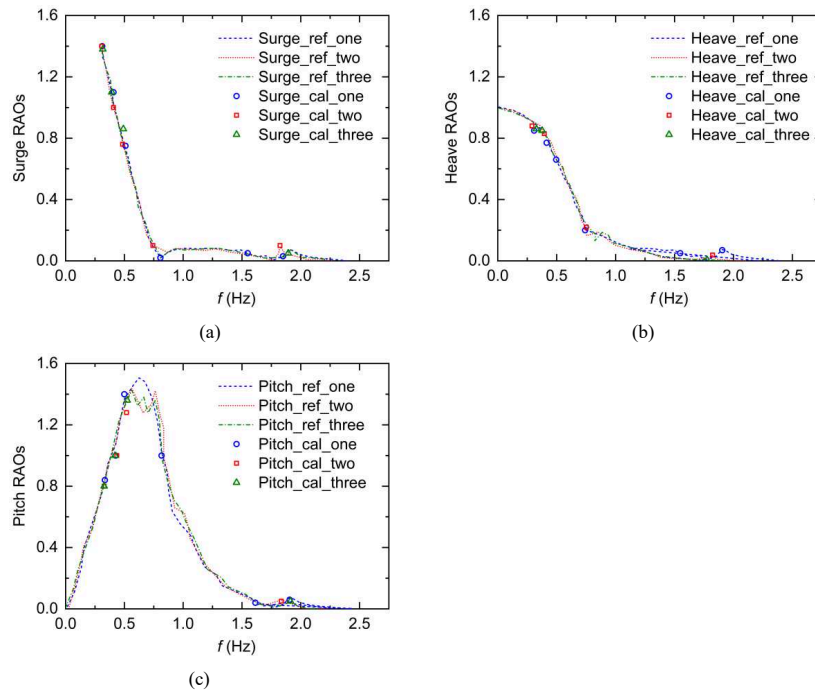 1.6
1.2
0.8
0.4
0.0
Surge RAOs
Surge_ref_one
Surge_ref_two
Surge_ref_three
Surge_cal_one
Surge_cal_two
Surge_cal_three
0.0 0.5 1.0 1.5 2.0 2.5
f (Hz)
(a)
1.6
1.2
0.8
0.4
0.0
Heave RAOs
Heave_ref_one
Heave_ref_two
Heave_ref_three
Heave_cal_one
Heave_cal_two
Heave_cal_three
0.0 0.5 1.0 1.5 2.0 2.5
f (Hz)
(b)
1.6
1.2
0.8
0.4
0.0
Pitch RAOs
Pitch_ref_one
Pitch_ref_two
Pitch_ref_three
Pitch_cal_one
Pitch_cal_two
Pitch_cal_three
0.0 0.5 1.0 1.5 2.0 2.5
f (Hz)
(c)